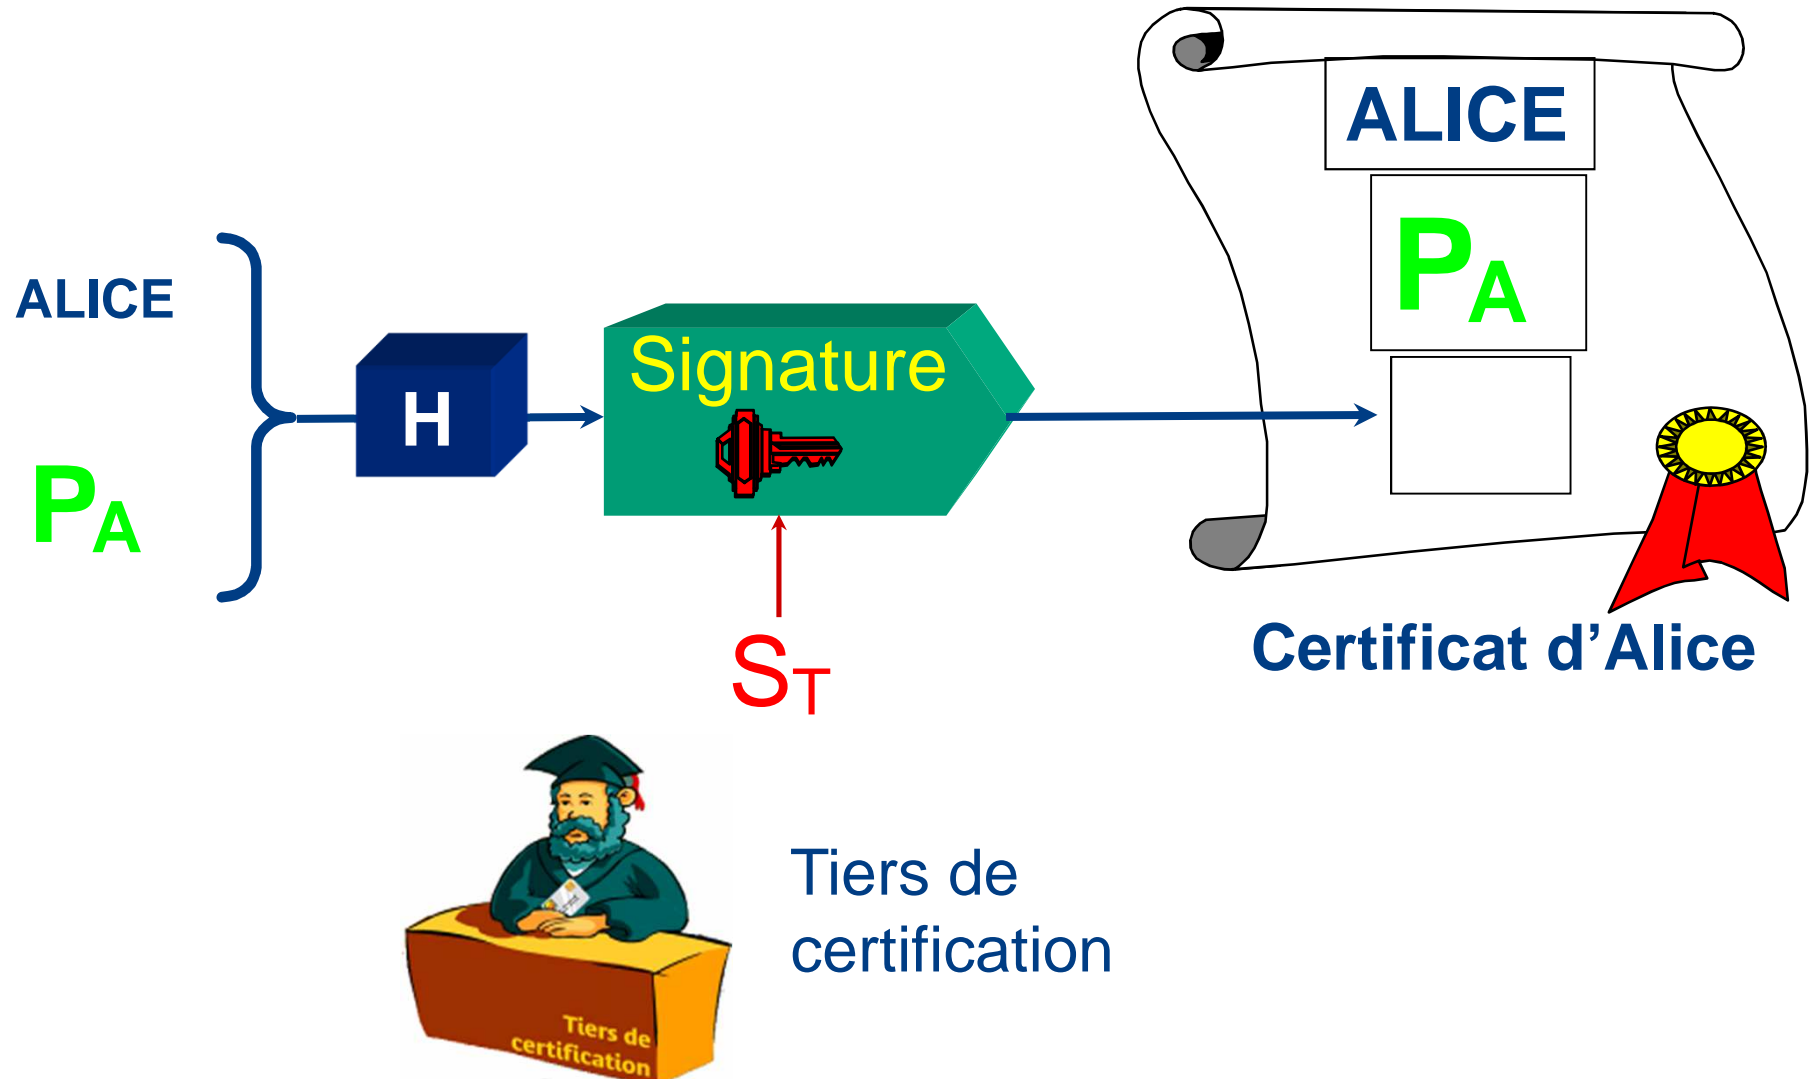 ALICE
PA
H
Signature
ST
ALICE
PA
Certificat d’Alice
Tiers de
certification
Tiers de
certification